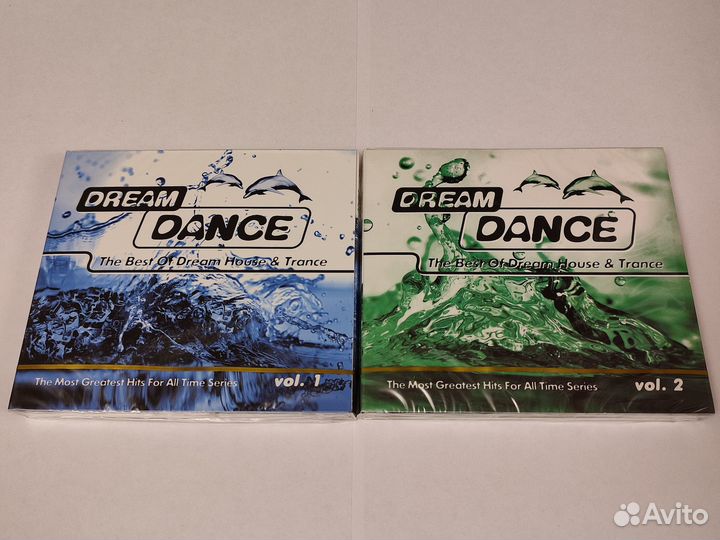 DREAM
DANCE
The Best Of Dream House & Trance
The Most Greatest Hits For All Time Series vol. 1
DREAM
DANCE
The Best Of Dream House & Trance
The Most Greatest Hits For All Time Series vol. 2
Avito